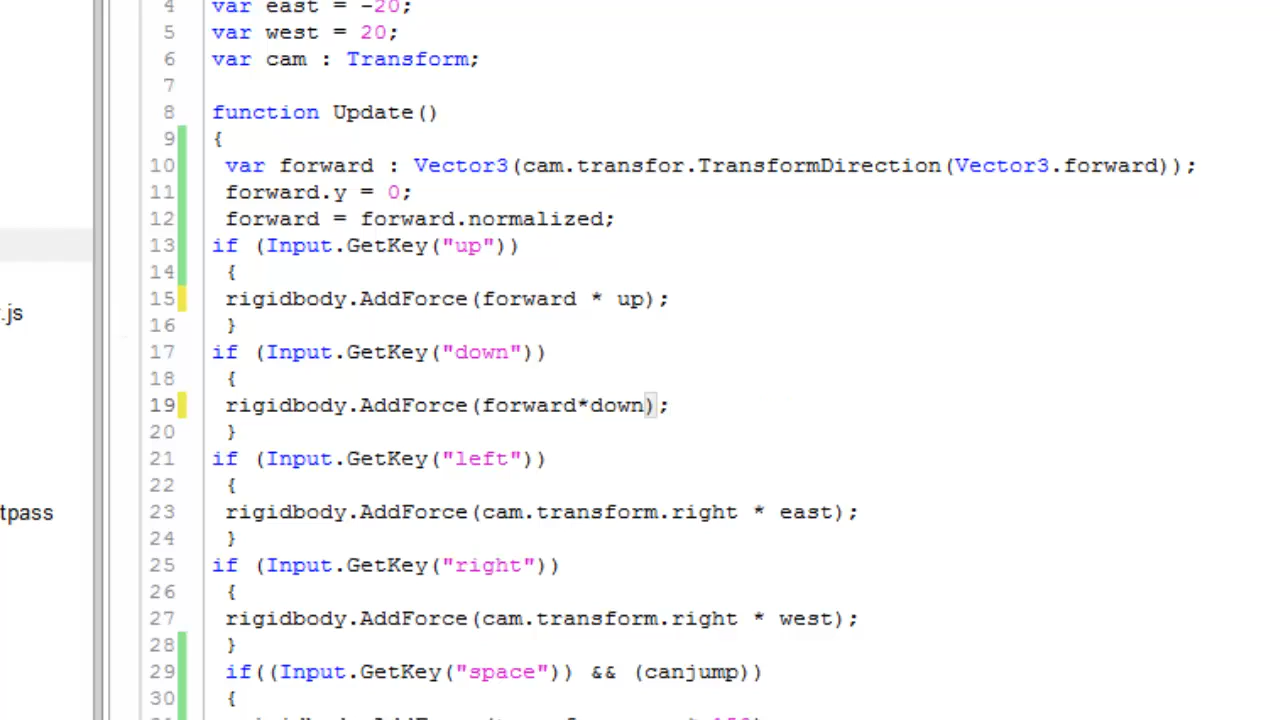 4 var east = -20;
5 var west = 20;
6 var cam : Transform;
7
8 function Update()
9 {
10 var forward : Vector3(cam.transfor.TransformDirection(Vector3.forward));
11 forward.y = 0;
12 forward = forward.normalized;
13 if (Input.GetKey("up"))
14 {
.js
15 rigidbody.AddForce(forward * up);
16 }
17 if (Input.GetKey("down"))
18 {
19 rigidbody.AddForce(forward*down);
20 }
21 if (Input.GetKey("left"))
22 {
tpass
23 rigidbody.AddForce(cam.transform.right * east);
24 }
25 if (Input.GetKey("right"))
26 {
27 rigidbody.AddForce(cam.transform.right * west);
28 }
29 if((Input.GetKey("space")) && (canjump))
30 {